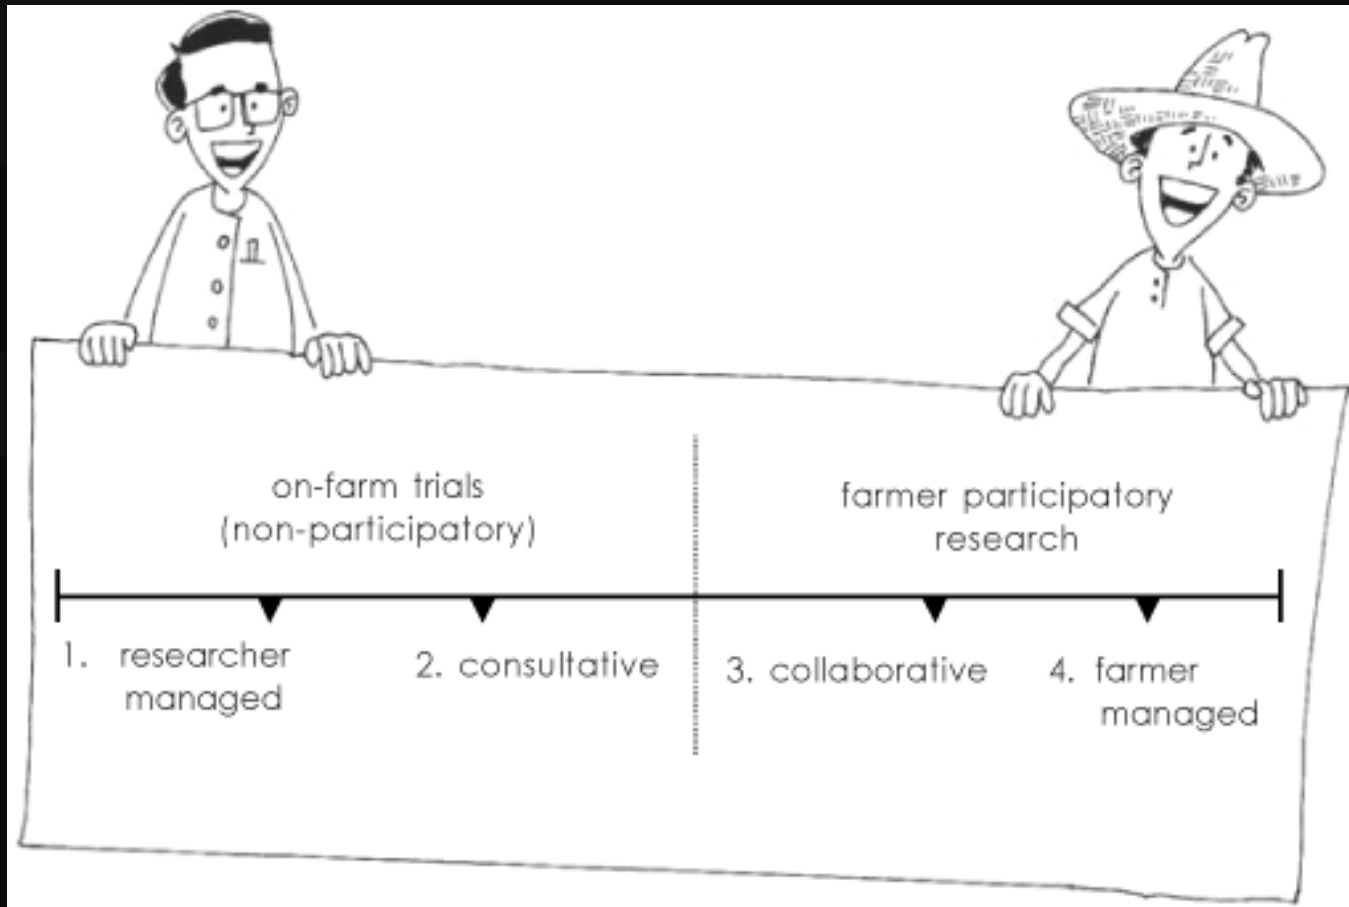 on-farm trials
(non-participatory)
farmer participatory
research
1. researcher
managed
2. consultative
3. collaborative
4. farmer
managed